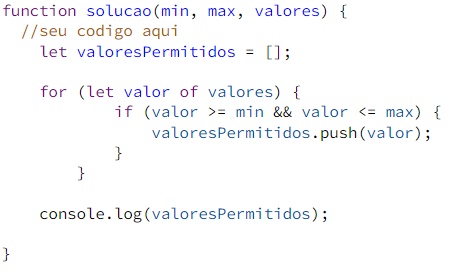 function solucao(min, max, valores) {
  //seu codigo aqui
    let valoresPermitidos = [];

    for (let valor of valores) {
            if (valor >= min && valor <= max) {
                valoresPermitidos.push(valor);
            }
        }

    console.log(valoresPermitidos);

}